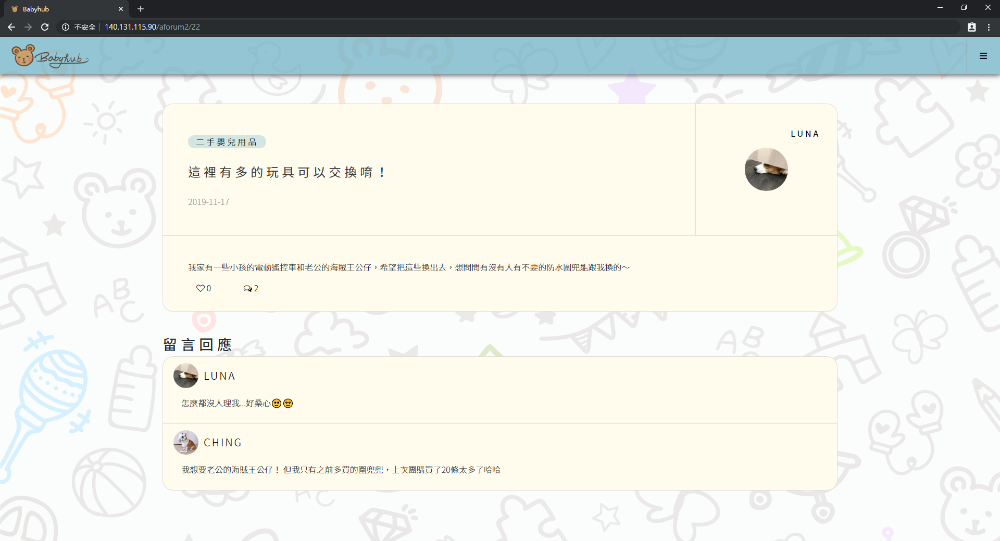 Babyhub
不安全 140.131.115.90/aforum2/22
Babyhub
二手嬰兒用品
LUNA
這裡有多的玩具可以交換唷！
2019-11-17
我家有一些小孩的電動遙控車和老公的海賊王公仔，希望把這些換出去，想問問有沒有人有不要的防水圍兜能跟我換的～
0 2
A B C
A B
留言回應
LUNA
怎麼都沒人理我...好桑心🥺🥺
CHING
我想要老公的海賊王公仔！ 但我只有之前多買的圍兜兜，上次團購買了20條太多了哈哈
A C